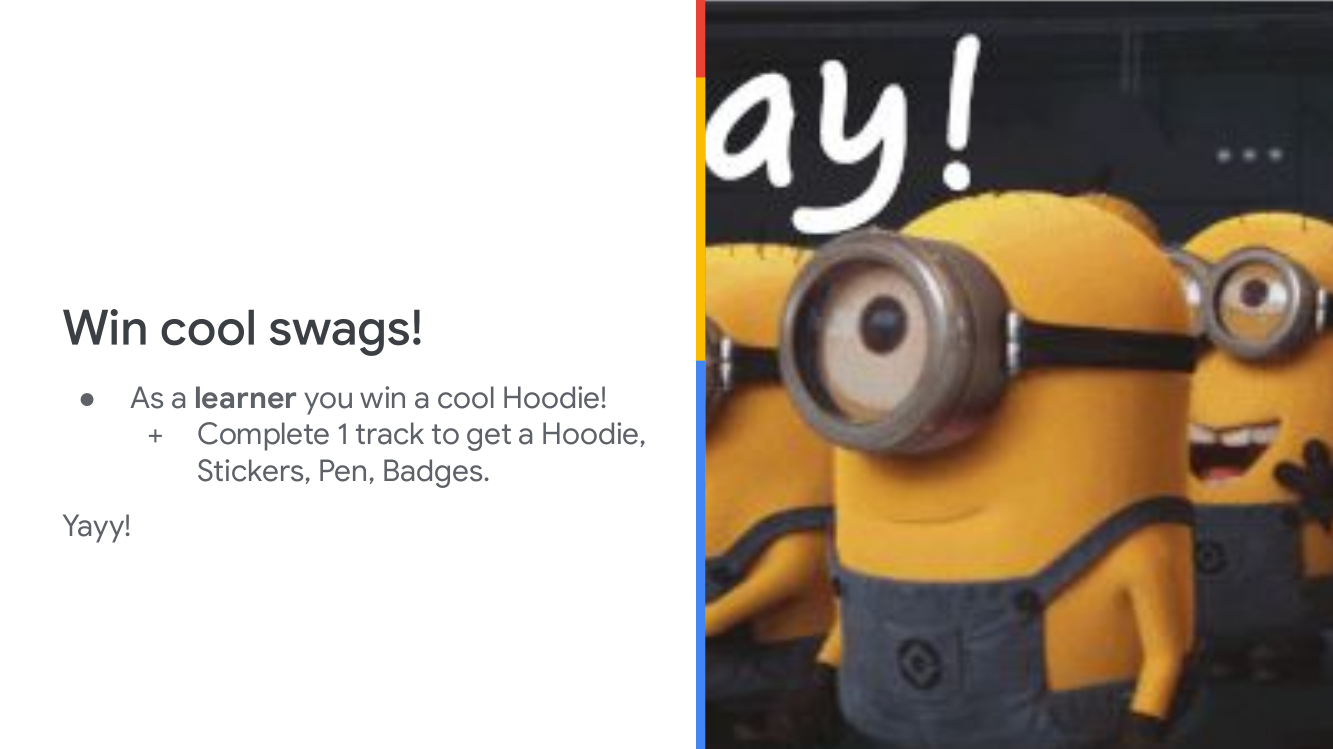 Win cool swags!
● As a learner you win a cool Hoodie!
+ Complete 1 track to get a Hoodie,
Stickers, Pen, Badges.
Yayy!
ay!